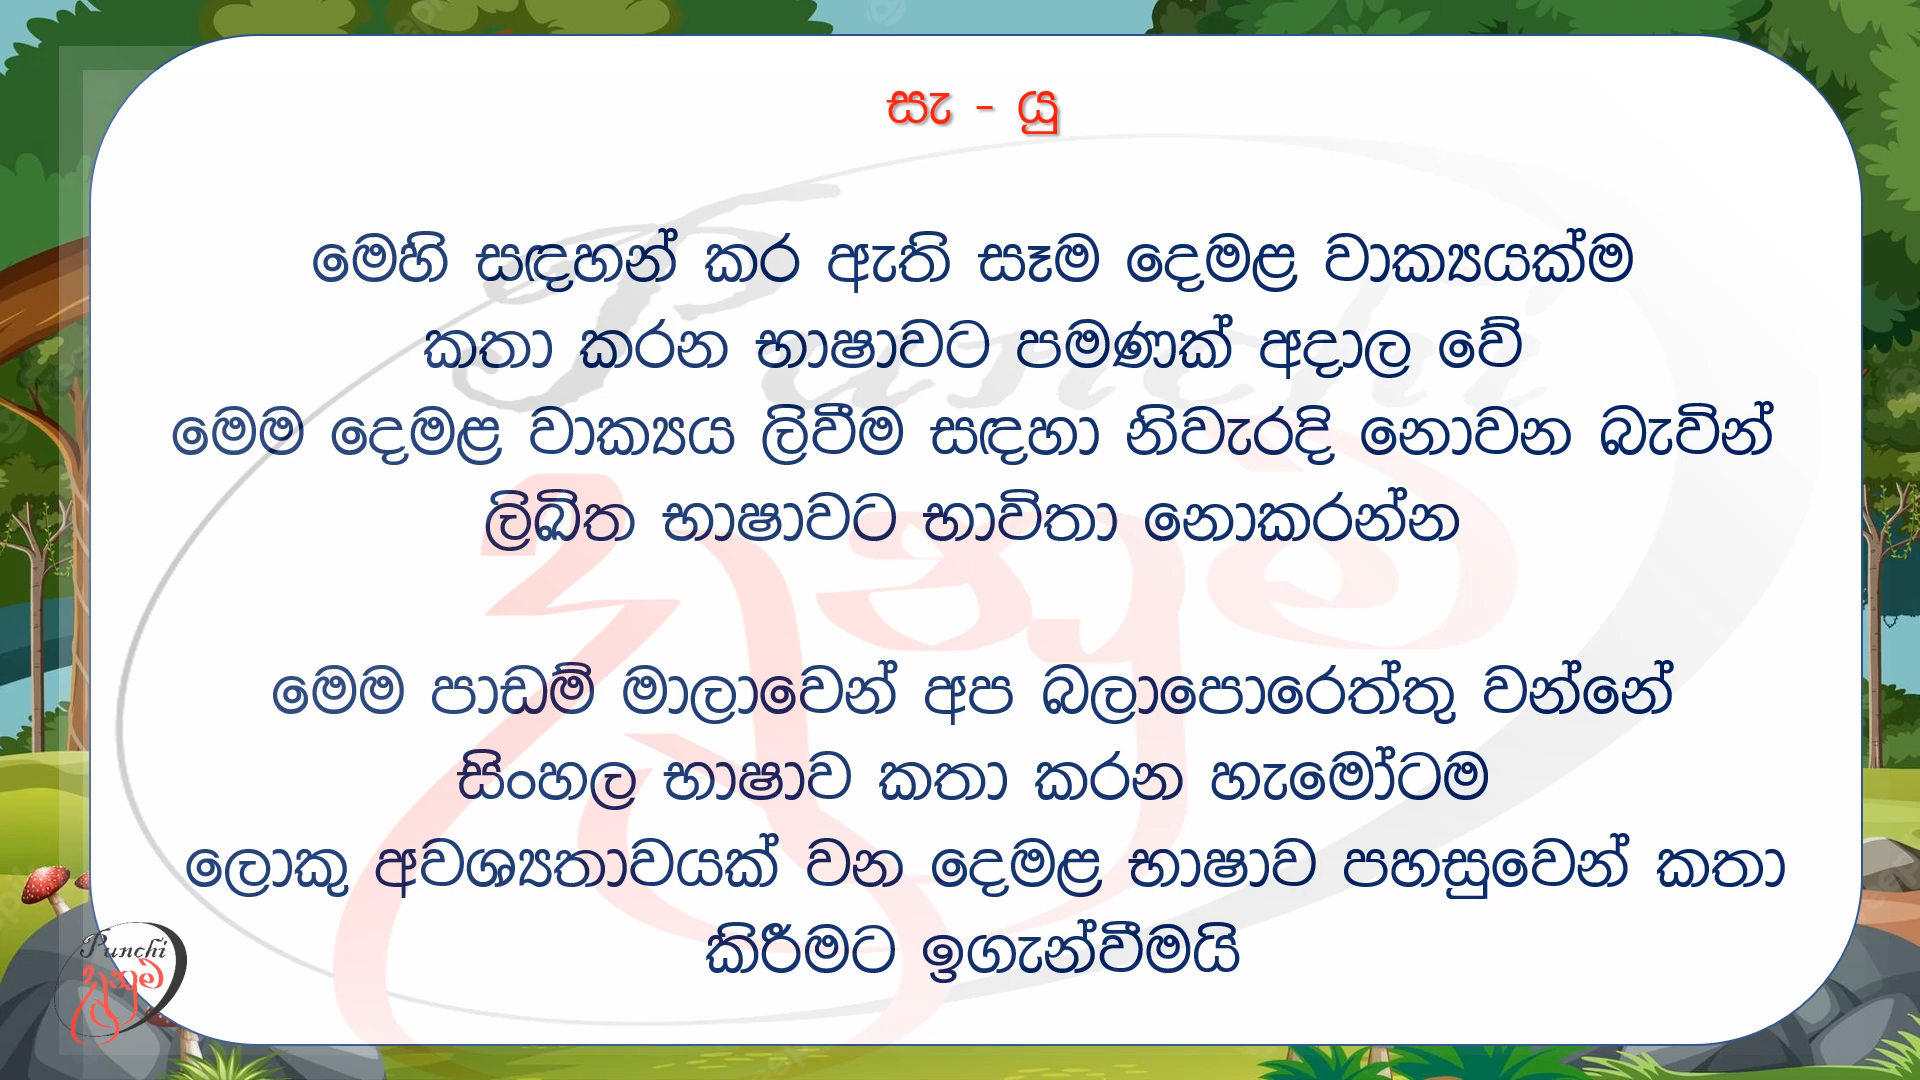 සැ - යු
මෙහි සඳහන් කර ඇති සෑම දෙමළ වාක්‍යයක්ම
කතා කරන භාෂාවට පමණක් අදාල වේ
මෙම දෙමළ වාක්‍යය ලිවීම සඳහා නිවැරදි නොවන බැවින්
ලිඛිත භාෂාවට භාවිතා නොකරන්න
මෙම පාඩම් මාලාවෙන් අප බලාපොරෙත්තු වන්නේ
සිංහල භාෂාව කතා කරන හැමෝටම
ලොකු අවශ්‍යතාවයක් වන දෙමළ භාෂාව පහසුවෙන් කතා
කිරීමට ඉගැන්වීමයි
Punchi
දැනුම